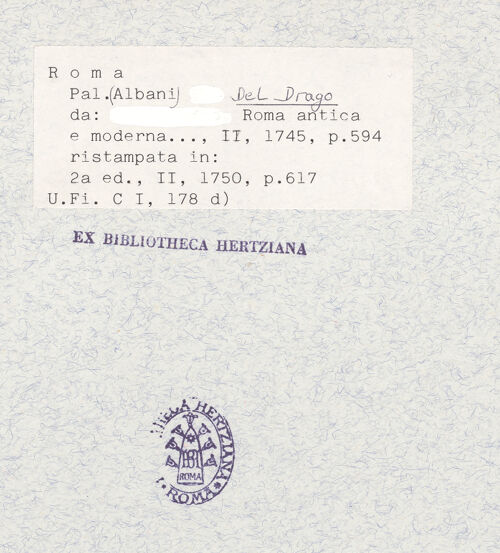 Roma
Pal.(Albani) Del Drago
da: Roma antica
e moderna..., II, 1745, p.594
ristampata in:
2a ed., II, 1750, p.617
U.Fi. C I, 178 d)
EX BIBLIOTHECA HERTZIANA
HERTZIANA
ROMA
ROMA